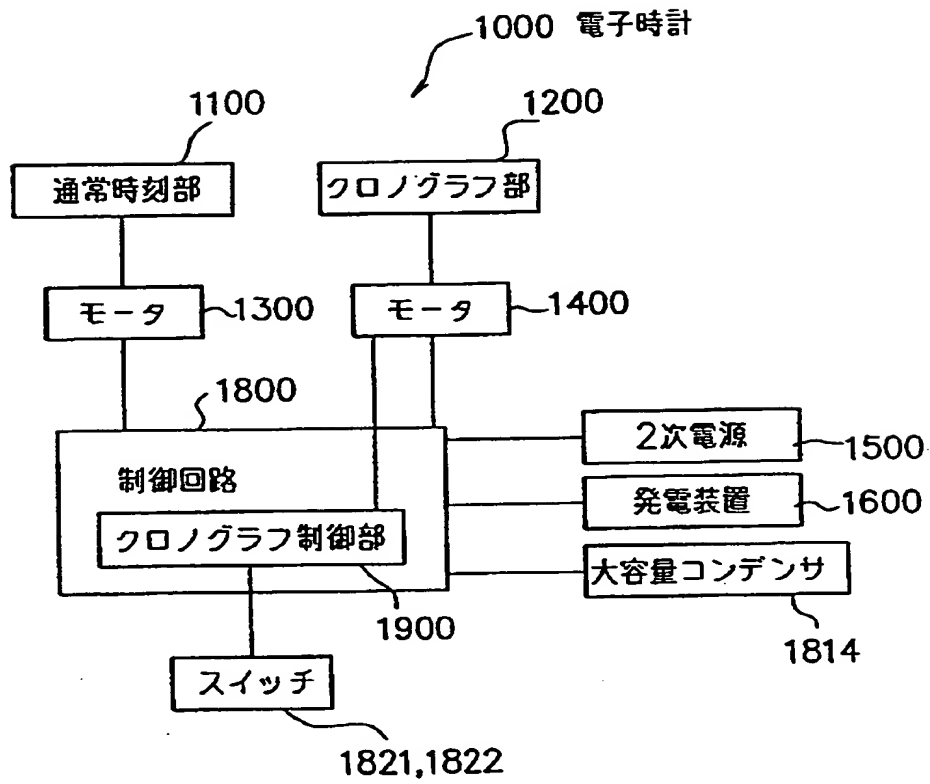 1000 電子時計
1100
1200
通常時刻部
クロノグラフ部
モータ
1300
モータ
1400
1800
2次電源
1500
制御回路
発電装置
1600
クロノグラフ制御部
大容量コンデンサ
1900
1814
スイッチ
1821,1822